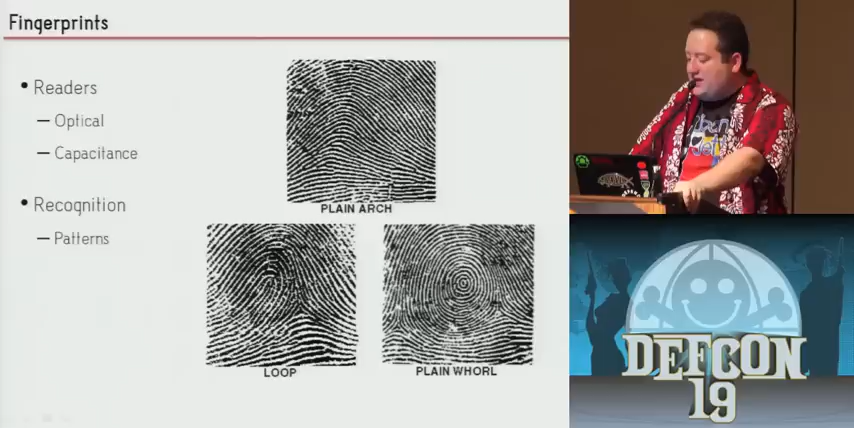 Fingerprints
• Readers
– Optical
– Capacitance
• Recognition
– Patterns
PLAIN ARCH
LOOP
PLAIN WHORL
DEFCON
19